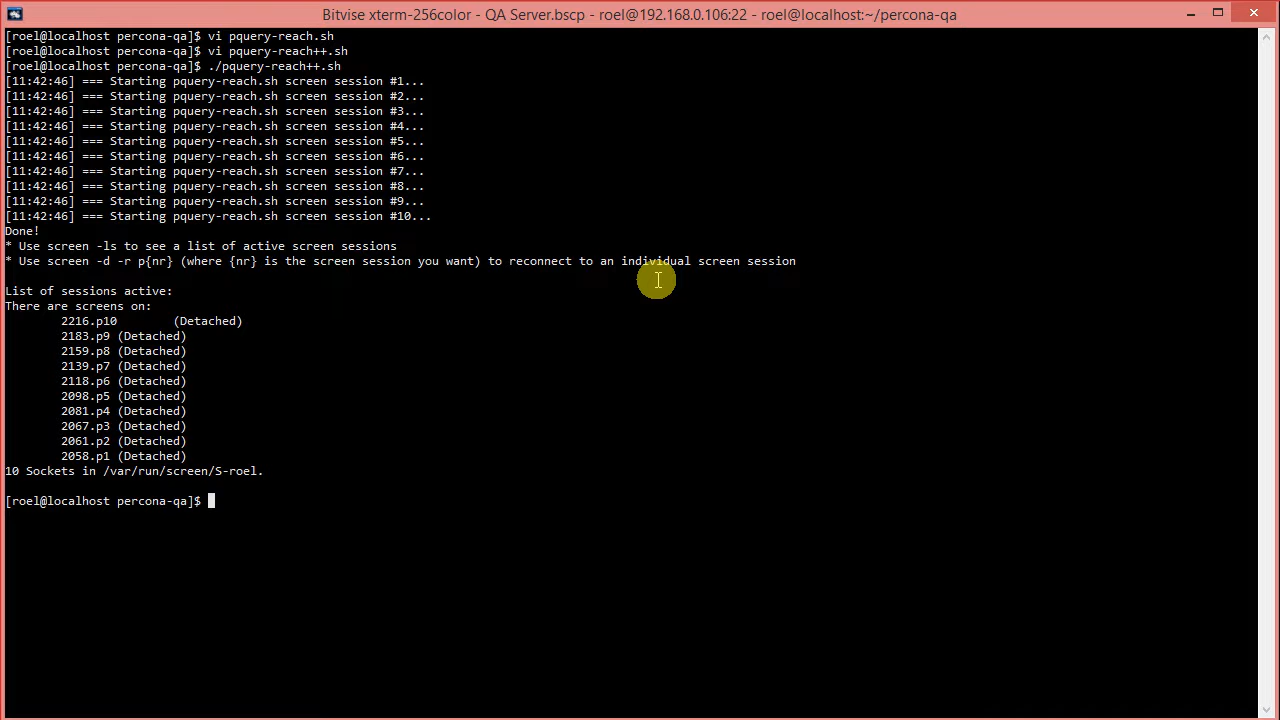 Bitvise xterm-256color - QA Server.bscp - roel@192.168.0.106:22 - roel@localhost:~/percona-qa
[roel@localhost percona-qa]$ vi pquery-reach.sh
[roel@localhost percona-qa]$ vi pquery-reach++.sh
[roel@localhost percona-qa]$ ./pquery-reach++.sh
[11:42:46] === Starting pquery-reach.sh screen session #1...
[11:42:46] === Starting pquery-reach.sh screen session #2...
[11:42:46] === Starting pquery-reach.sh screen session #3...
[11:42:46] === Starting pquery-reach.sh screen session #4...
[11:42:46] === Starting pquery-reach.sh screen session #5...
[11:42:46] === Starting pquery-reach.sh screen session #6...
[11:42:46] === Starting pquery-reach.sh screen session #7...
[11:42:46] === Starting pquery-reach.sh screen session #8...
[11:42:46] === Starting pquery-reach.sh screen session #9...
[11:42:46] === Starting pquery-reach.sh screen session #10...
Done!
* Use screen -ls to see a list of active screen sessions
* Use screen -d -r p{nr} (where {nr} is the screen session you want) to reconnect to an individual screen session
List of sessions active:
There are screens on:
2216.p10 (Detached)
2183.p9 (Detached)
2159.p8 (Detached)
2139.p7 (Detached)
2118.p6 (Detached)
2098.p5 (Detached)
2081.p4 (Detached)
2067.p3 (Detached)
2061.p2 (Detached)
2058.p1 (Detached)
10 Sockets in /var/run/screen/S-roel.
[roel@localhost percona-qa]$